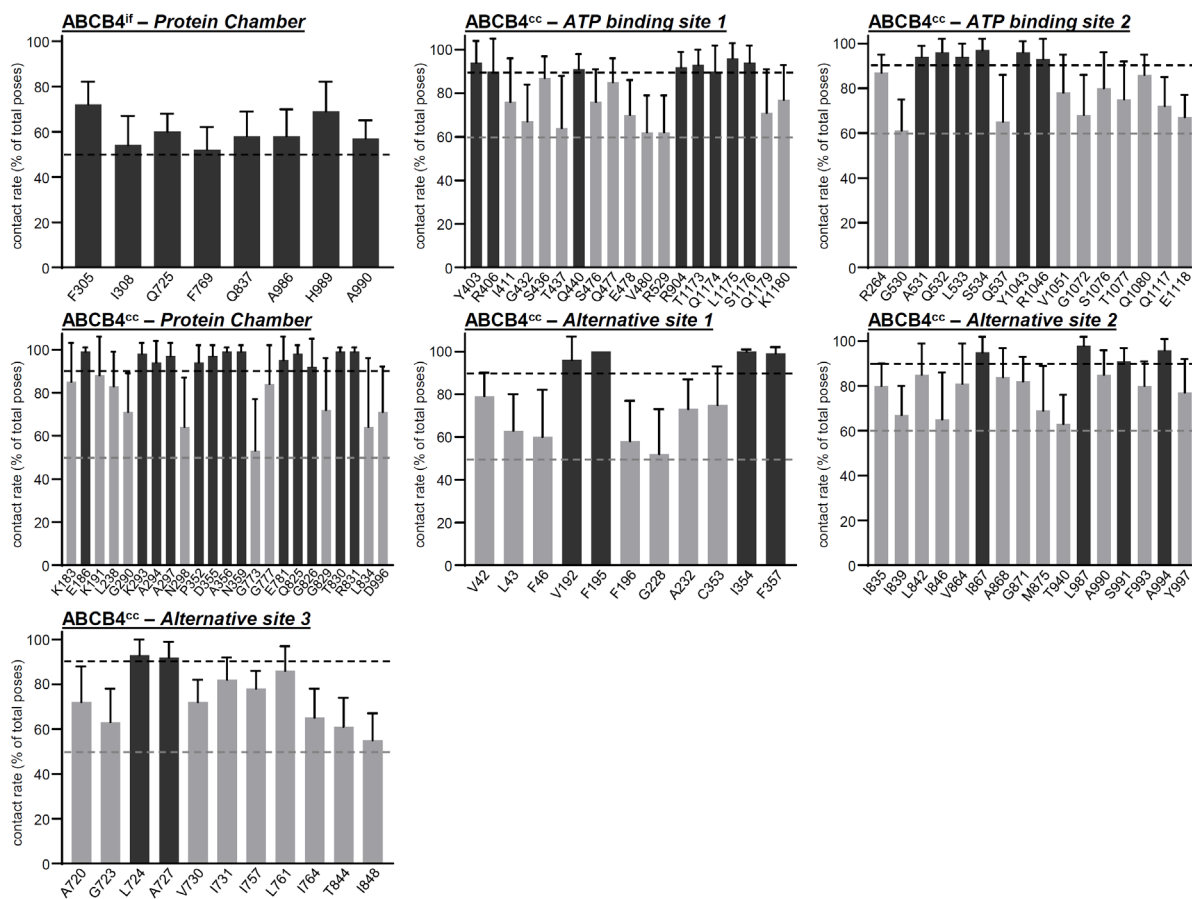 ABCB4ⁱᶠ – Protein Chamber
contact rate (% of total poses)
100
80
60
40
20
0
F305 I308 Q725 F769 Q837 A986 H989 A990
ABCB4ᶜᶜ – ATP binding site 1
contact rate (% of total poses)
100
80
60
40
20
0
Y403 R406 I411 G432 S436 T437 Q440 S476 Q477 E478 V480 R529 R904 T1173 Q1174 L1175 S1176 Q1179 K1180
ABCB4ᶜᶜ – ATP binding site 2
contact rate (% of total poses)
100
80
60
40
20
0
R264 G530 A531 Q532 L533 S534 Q537 Y1043 R1046 V1051 G1072 S1076 T1077 Q1080 Q1117 E1118
ABCB4ᶜᶜ – Protein Chamber
contact rate (% of total poses)
100
80
60
40
20
0
K183 E186 K191 L238 G290 K293 A294 A297 N298 P352 D355 A356 N359 G773 G777 E781 Q825 G826 G829 T830 R831 L834 D996
ABCB4ᶜᶜ – Alternative site 1
contact rate (% of total poses)
100
80
60
40
20
0
V42 L43 F46 V192 F195 F196 G228 A232 C353 I354 F357
ABCB4ᶜᶜ – Alternative site 2
contact rate (% of total poses)
100
80
60
40
20
0
I835 I839 L842 I846 V864 I867 A868 G871 M875 T940 L987 A990 S991 F993 A994 Y997
ABCB4ᶜᶜ – Alternative site 3
contact rate (% of total poses)
100
80
60
40
20
0
A720 G723 L724 A727 V730 I731 I757 L761 I764 T844 I848